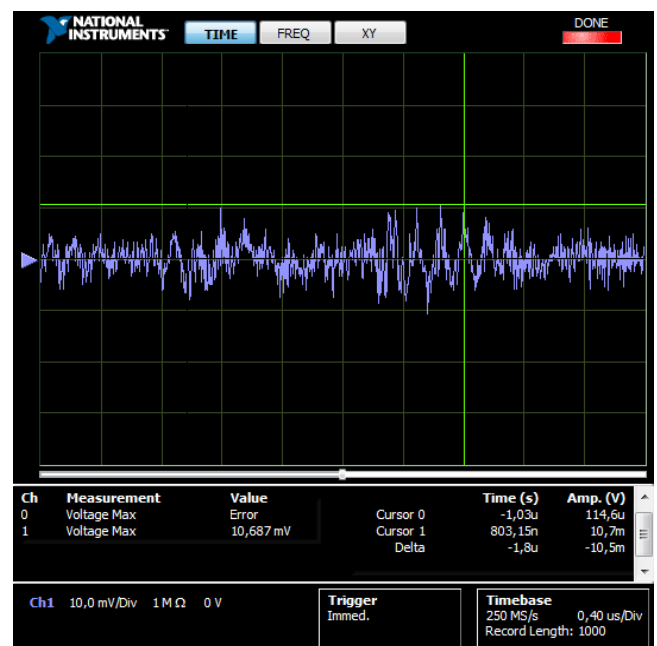 NATIONAL
INSTRUMENTS
TIME FREQ XY DONE
Ch Measurement Value Time (s) Amp. (V)
0 Voltage Max Error Cursor 0 -1,03u 114,6u
1 Voltage Max 10,687 mV Cursor 1 803,15n 10,7m
Delta -1,8u -10,5m
Ch1 10,0 mV/Div 1 M Ω 0 V
Trigger
Immed.
Timebase
250 MS/s 0,40 us/Div
Record Length: 1000